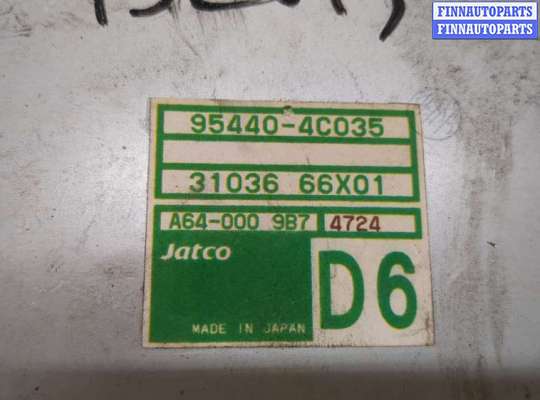 FINNAUTOPARTS
FINNAUTOPARTS
95440-4C035
31036 66X01
A64-000 9B7 4724
Jatco
D6
MADE IN JAPAN